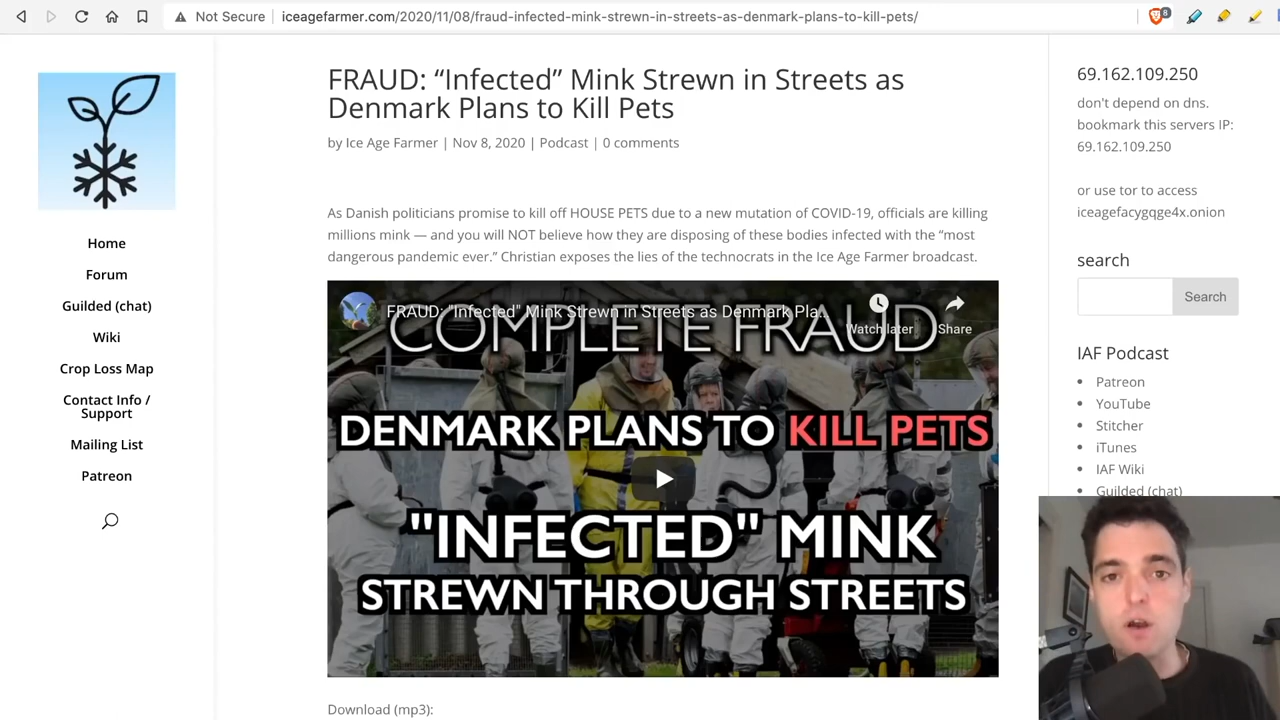 Not Secure
iceagefarmer.com/2020/11/08/fraud-infected-mink-strewn-in-streets-as-denmark-plans-to-kill-pets/
8
Home
Forum
Guilded (chat)
Wiki
Crop Loss Map
Contact Info /
Support
Mailing List
Patreon
FRAUD: “Infected” Mink Strewn in Streets as
Denmark Plans to Kill Pets
by Ice Age Farmer | Nov 8, 2020 | Podcast | 0 comments
As Danish politicians promise to kill off HOUSE PETS due to a new mutation of COVID-19, officials are killing
millions mink — and you will NOT believe how they are disposing of these bodies infected with the “most
dangerous pandemic ever.” Christian exposes the lies of the technocrats in the Ice Age Farmer broadcast.
FRAUD: "Infected" Mink Strewn in Streets as Denmark Pla...
Watch later
Share
COMPLETE FRAUD
DENMARK PLANS TO KILL PETS
"INFECTED" MINK
STREWN THROUGH STREETS
Download (mp3):
69.162.109.250
don't depend on dns.
bookmark this servers IP:
69.162.109.250
or use tor to access
iceagefacygqge4x.onion
search
Search
IAF Podcast
Patreon
YouTube
Stitcher
iTunes
IAF Wiki
Guilded (chat)